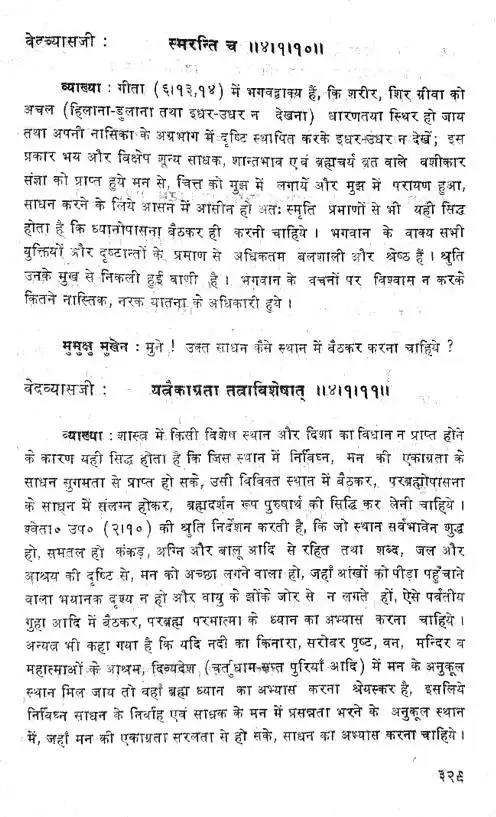 वेदव्यासजी : स्मरन्ति च ॥४।१।१०॥
व्याख्या : गीता (६।१३,१४) में भगवद्वाक्य हैं, कि शरीर, शिर ग्रीवा को
अचल (हिलाना-डुलाना तथा इधर-उधर न देखना) धारणतया स्थिर हो जाय
तथा अपनी नासिका के अग्रभाग में दृष्टि स्थापित करके इधर-उधर न देखें; इस
प्रकार भय और विक्षेप शून्य साधक, शान्तभाव एवं ब्रह्मचर्य व्रत वाले वशीकार
संज्ञा को प्राप्त हुये मन से, चित्त को मुझ में लगायें और मुझ में परायण हुआ,
साधन करने के लिये आसन में आसीन हो अतः स्मृति प्रमाणों से भी यही सिद्ध
होता है कि ध्यानोपासना बैठकर ही करनी चाहिये । भगवान के वाक्य सभी
युक्तियों और दृष्टान्तों के प्रमाण से अधिकतम बलशाली और श्रेष्ठ हैं । श्रुति
उनके मुख से निकली हुई वाणी है । भगवान के वचनों पर विश्वास न करके
कितने नास्तिक, नरक यातना के अधिकारी हुये ।
मुमुक्षु मुखेन : मुने ! उक्त साधन कैसे स्थान में बैठकर करना चाहिये ?
वेदव्यासजी : यत्रैकाग्रता तत्राविशेषात् ॥४।१।११॥
व्याख्या : शास्त्र में किसी विशेष स्थान और दिशा का विधान न प्राप्त होने
के कारण यही सिद्ध होता है कि जिस स्थान में निर्विघ्न, मन की एकाग्रता के
साधन सुगमता से प्राप्त हो सके, उसी विविक्त स्थान में बैठकर, परब्रह्मोपासना
के साधन में संलग्न होकर, ब्रह्मदर्शन रूप पुरुषार्थ की सिद्धि कर लेनी चाहिये ।
श्वेता० उप० (२।१०) की श्रुति निर्देशन करती है, कि जो स्थान सर्वभावेन शुद्ध
हो, समतल हो कंकड़, अग्नि और बालू आदि से रहित तथा शब्द, जल और
आश्रय की दृष्टि से, मन को अच्छा लगने वाला हो, जहाँ आंखों को पीड़ा पहुँचाने
वाला भयानक दृश्य न हो और वायु के झोंके जोर से न लगते हों, ऐसे पर्वतीय
गुहा आदि में बैठकर, परब्रह्म परमात्मा के ध्यान का अभ्यास करना चाहिये ।
अन्यत्र भी कहा गया है कि यदि नदी का किनारा, सरोवर पृष्ट, वन, मन्दिर व
महात्माओं के आश्रम, दिव्यदेश (चर्तुधाम-सप्त पुरियाँ आदि) में मन के अनुकूल
स्थान मिल जाय तो वहाँ ब्रह्म ध्यान का अभ्यास करना श्रेयस्कर है, इसलिये
निर्विघ्न साधन के निर्वाह एवं साधक के मन में प्रसन्नता भरने के अनुकूल स्थान
में, जहाँ मन की एकाग्रता सरलता से हो सके, साधन का अभ्यास करना चाहिये ।
३२९